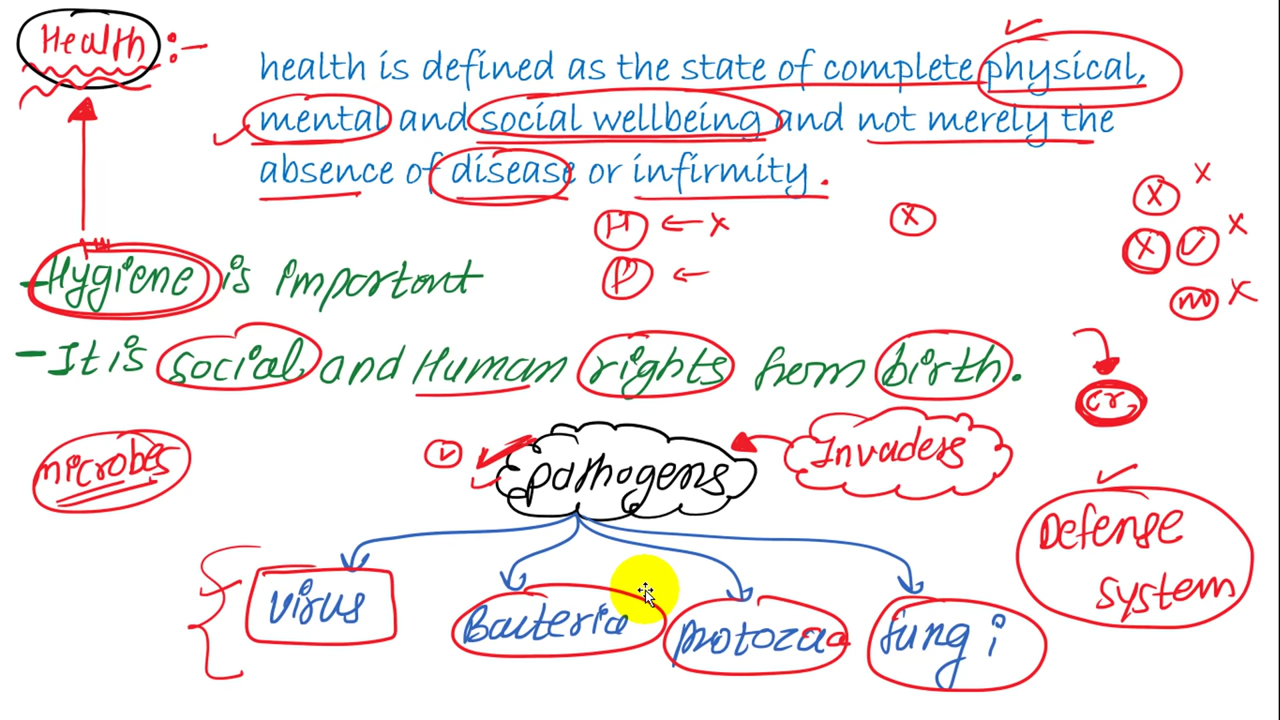 Health :-
health is defined as the state of complete physical,
mental and social wellbeing and not merely the
absence of disease or infirmity.
H ← x
x
x x
x v x
P ←
no x
- Hygiene is important
- It is social and Human rights from birth.
cr,
microbes
v
pathogens
Invaders
Defense
system
virus
Bacteria
protozoa
fungi